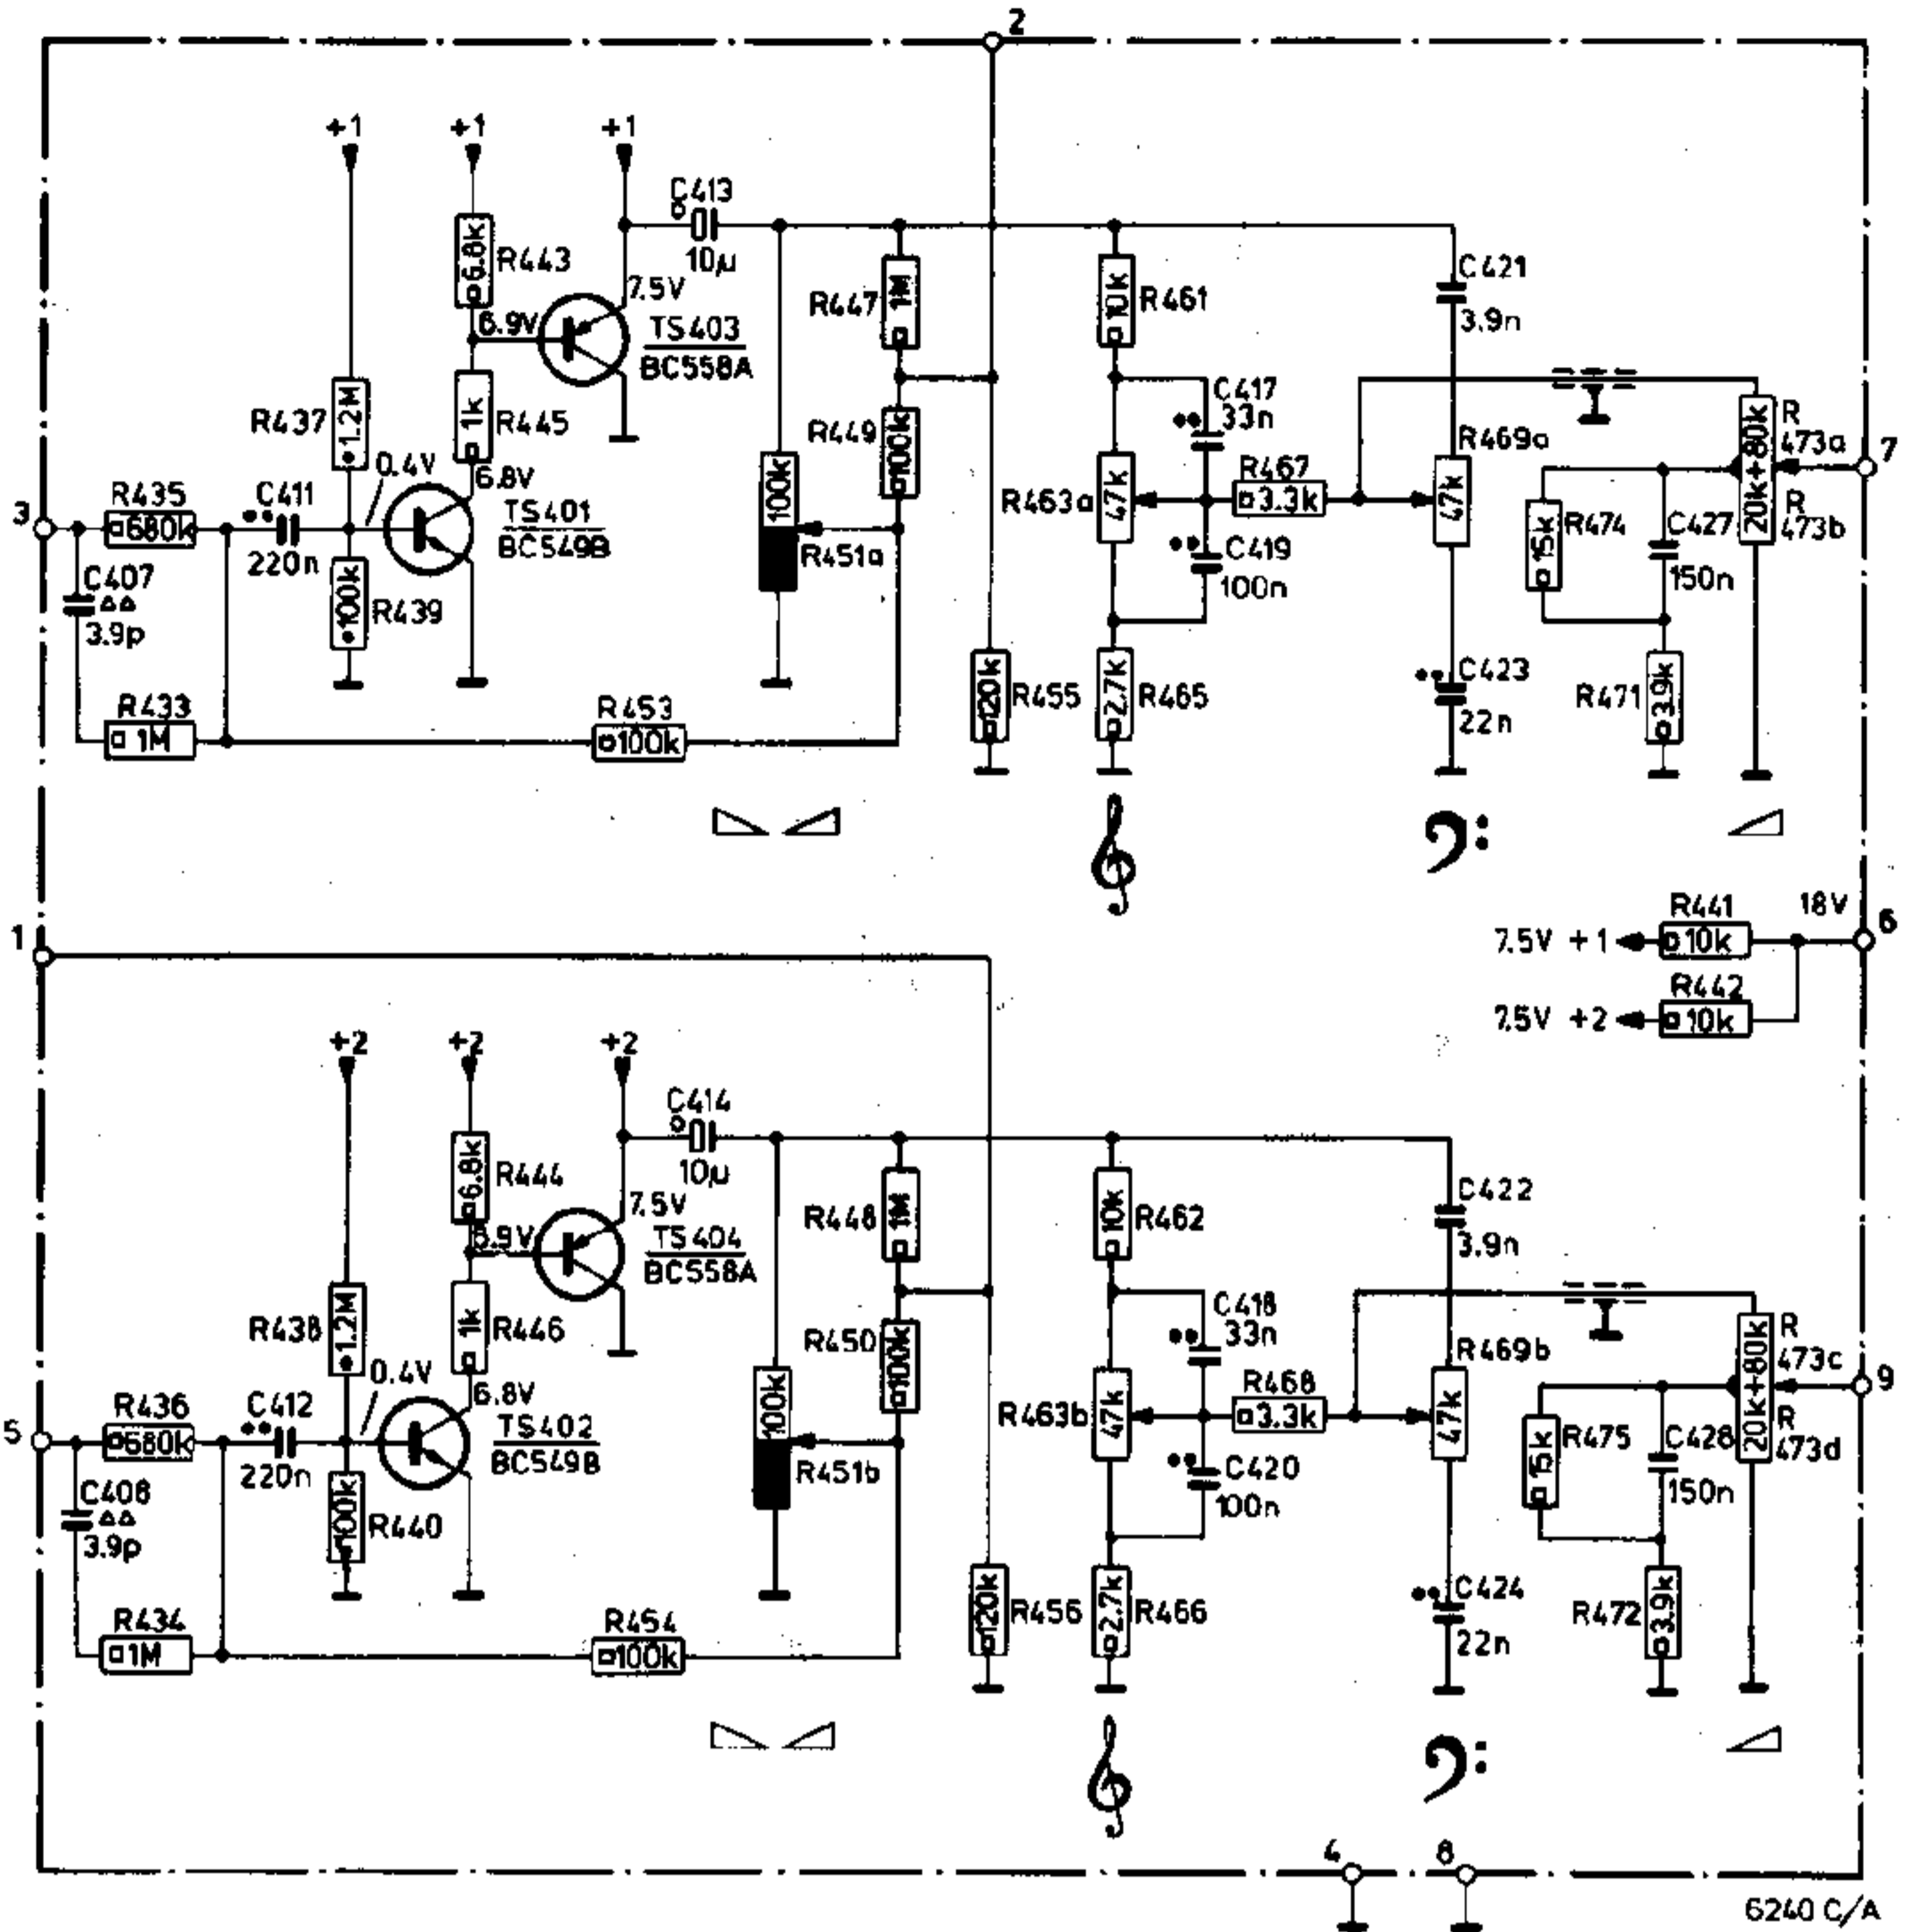 2
+1
+1
+1
C413
10µ
6.8k
R443
7.5V
6.9V
TS403
BC558A
R447
1M
10k
R461
C421
3.9n
R437
1.2M
1k
R445
0.4V
6.8V
R449
100k
C417
33n
R469a
R
473a
7
3
R435
680k
C411
220n
TS401
BC549B
100k
R451a
R463a
47k
R467
3.3k
47k
15k
R474
C427
150n
20k+80k
R
473b
C407
3.9p
100k
R439
C419
100n
R433
1M
R453
100k
120k
R455
2.7k
R465
C423
22n
R471
3.9k
1
R441
18V
6
7.5V +1
10k
R442
7.5V +2
10k
+2
+2
+2
C414
10µ
6.8k
R444
7.5V
6.9V
TS404
BC558A
R448
1M
10k
R462
C422
3.9n
R438
1.2M
1k
R446
0.4V
6.8V
R450
100k
C418
33n
R469b
R
473c
9
5
R436
680k
C412
220n
TS402
BC549B
100k
R451b
R463b
47k
R468
3.3k
47k
15k
R475
C428
150n
20k+80k
R
473d
C408
3.9p
100k
R440
C420
100n
R434
1M
R454
100k
120k
R456
2.7k
R466
C424
22n
R472
3.9k
4
8
6240 C/A